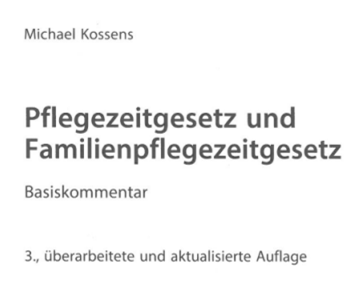 Michael Kossens
Pflegezeitgesetz und
Familienpflegezeitgesetz
Basiskommentar
3., überarbeitete und aktualisierte Auflage